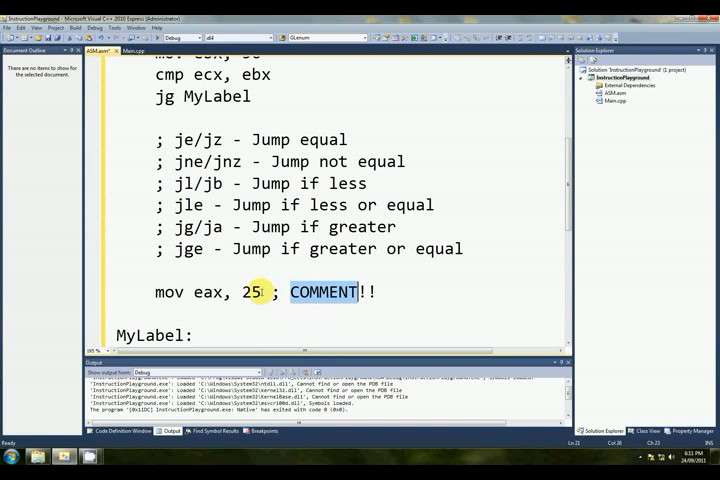 InstructionPlayground - Microsoft Visual C++ 2010 Express (Administrator)
File Edit View Project Build Debug Tools Window Help
Debug x64 GLenum
Document Outline
There are no items to show for
the selected document.
ASM.asm* Main.cpp
cmp ecx, ebx
jg MyLabel
; je/jz - Jump equal
; jne/jnz - Jump not equal
; jl/jb - Jump if less
; jle - Jump if less or equal
; jg/ja - Jump if greater
; jge - Jump if greater or equal
mov eax, 25 ; COMMENT!!
MyLabel:
195 %
Solution Explorer
Solution 'InstructionPlayground' (1 project)
InstructionPlayground
External Dependencies
ASM.asm
Main.cpp
Output
Show output from: Debug
'InstructionPlayground.exe': Loaded 'C:\Windows\System32\ntdll.dll', Cannot find or open the PDB file
'InstructionPlayground.exe': Loaded 'C:\Windows\System32\kernel32.dll', Cannot find or open the PDB file
'InstructionPlayground.exe': Loaded 'C:\Windows\System32\KernelBase.dll', Cannot find or open the PDB file
'InstructionPlayground.exe': Loaded 'C:\Windows\System32\msvcr100d.dll', Symbols loaded.
The program '[0x11DC] InstructionPlayground.exe: Native' has exited with code 0 (0x0).
Code Definition Window Output Find Symbol Results Breakpoints
Solution Explorer Class View Property Manager
Ready Ln 21 Col 26 Ch 23 INS
8:11 PM
24/09/2011